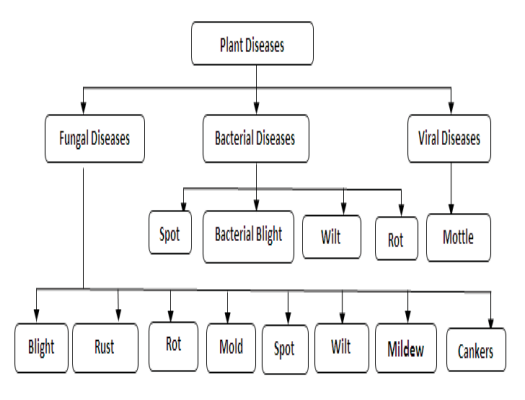 Plant Diseases
Fungal Diseases
Bacterial Diseases
Viral Diseases
Spot
Bacterial Blight
Wilt
Rot
Mottle
Blight
Rust
Rot
Mold
Spot
Wilt
Mildew
Cankers